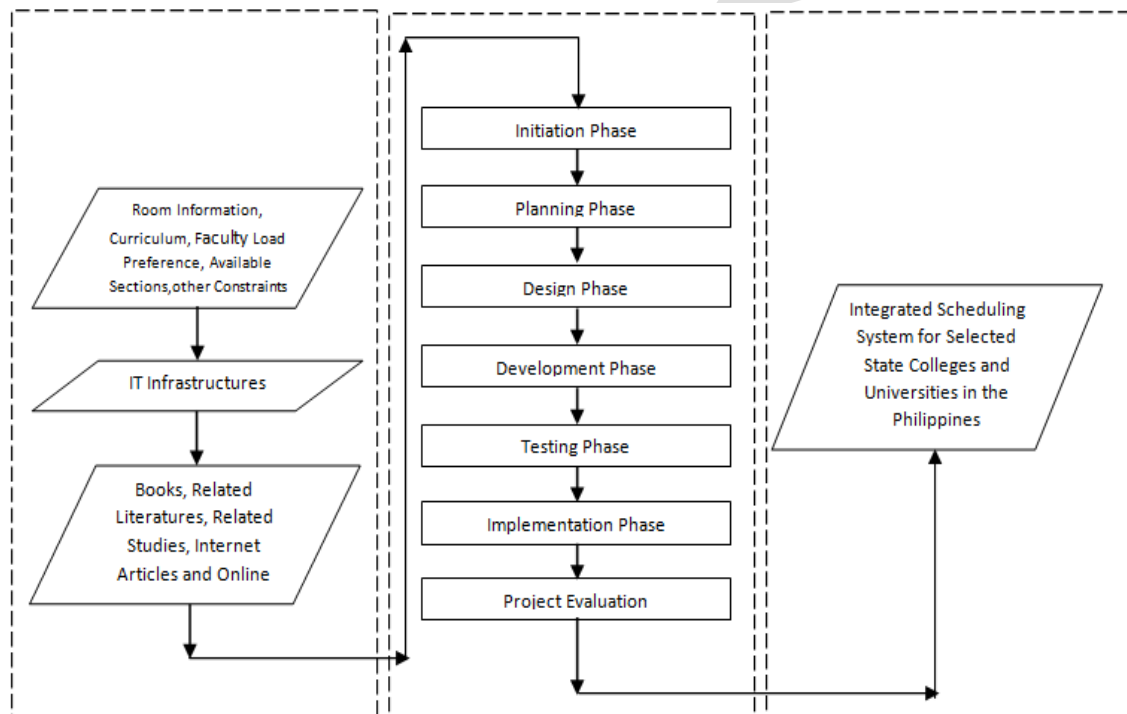 Room Information,
Curriculum, Faculty Load
Preference, Available
Sections,other Constraints
IT Infrastructures
Books, Related
Literatures, Related
Studies, Internet
Articles and Online
Initiation Phase
Planning Phase
Design Phase
Development Phase
Testing Phase
Implementation Phase
Project Evaluation
Integrated Scheduling
System for Selected
State Colleges and
Universities in the
Philippines